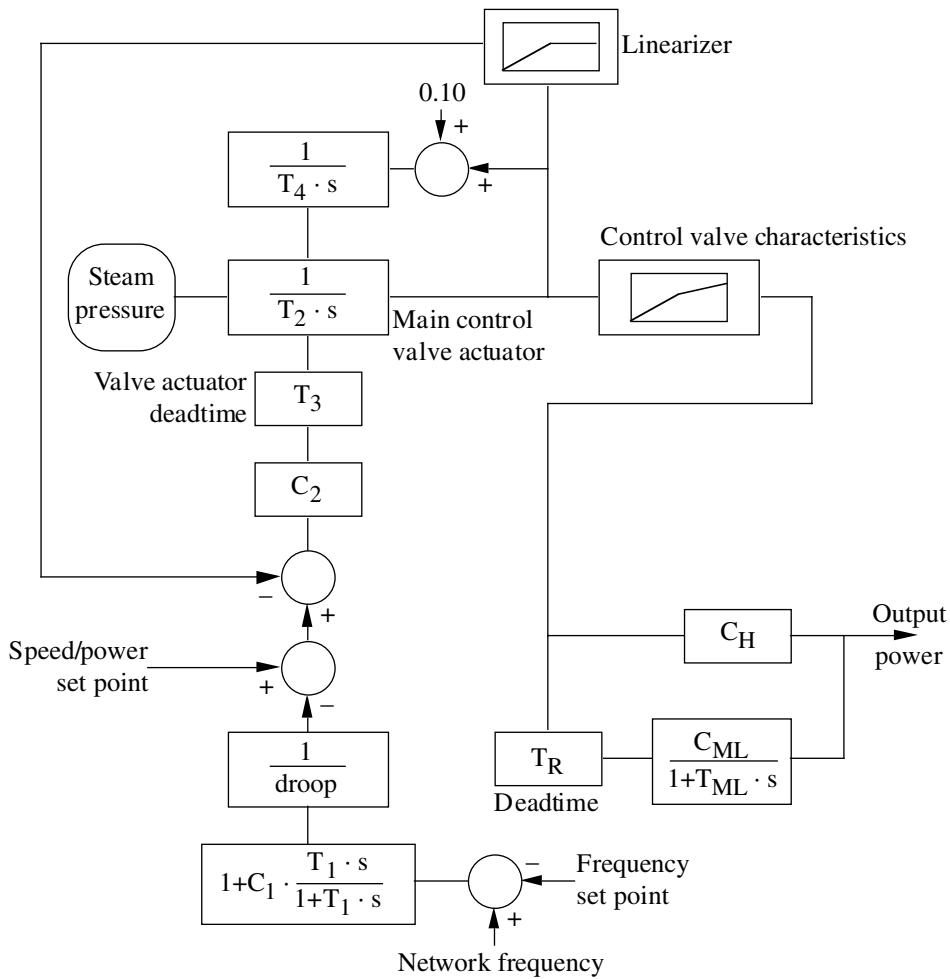 Linearizer
0.10
+
1
T4 · s
+
Control valve characteristics
Steam
pressure
1
T2 · s
Main control
valve actuator
Valve actuator
deadtime
T3
C2
−
+
Speed/power
set point
+
−
CH
Output
power
1
droop
TR
Deadtime
CML
1+TML · s
1+C1 · T1 · s
1+T1 · s
−
Frequency
set point
+
Network frequency